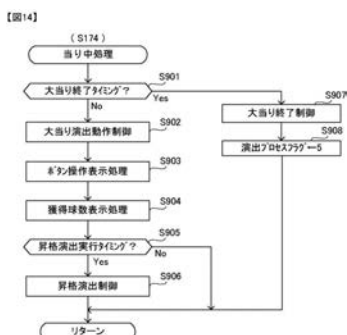 【図14】
( S174 )
当り中処理
S901
大当り終了タイミング?
Yes
No
S907
大当り終了制御
S902
大当り演出動作制御
S908
演出プロセスフラグ←5
S903
ボタン操作表示処理
S904
獲得球数表示処理
S905
昇格演出実行タイミング?
No
Yes
S906
昇格演出制御
リターン